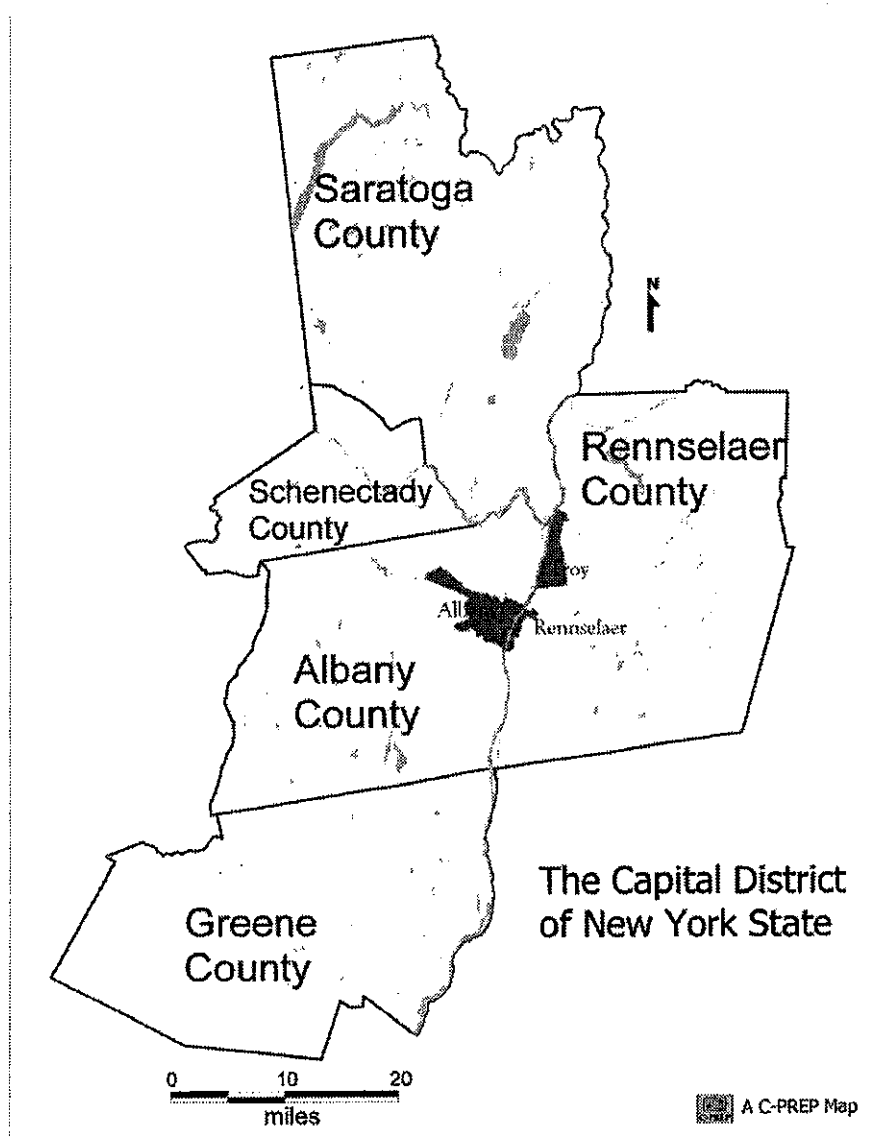 Saratoga
County
N
Rennselaer
County
Schenectady
County
Rennselaer
Albany
County
The Capital District
of New York State
Greene
County
0 10 20
miles
A C-PREP Map